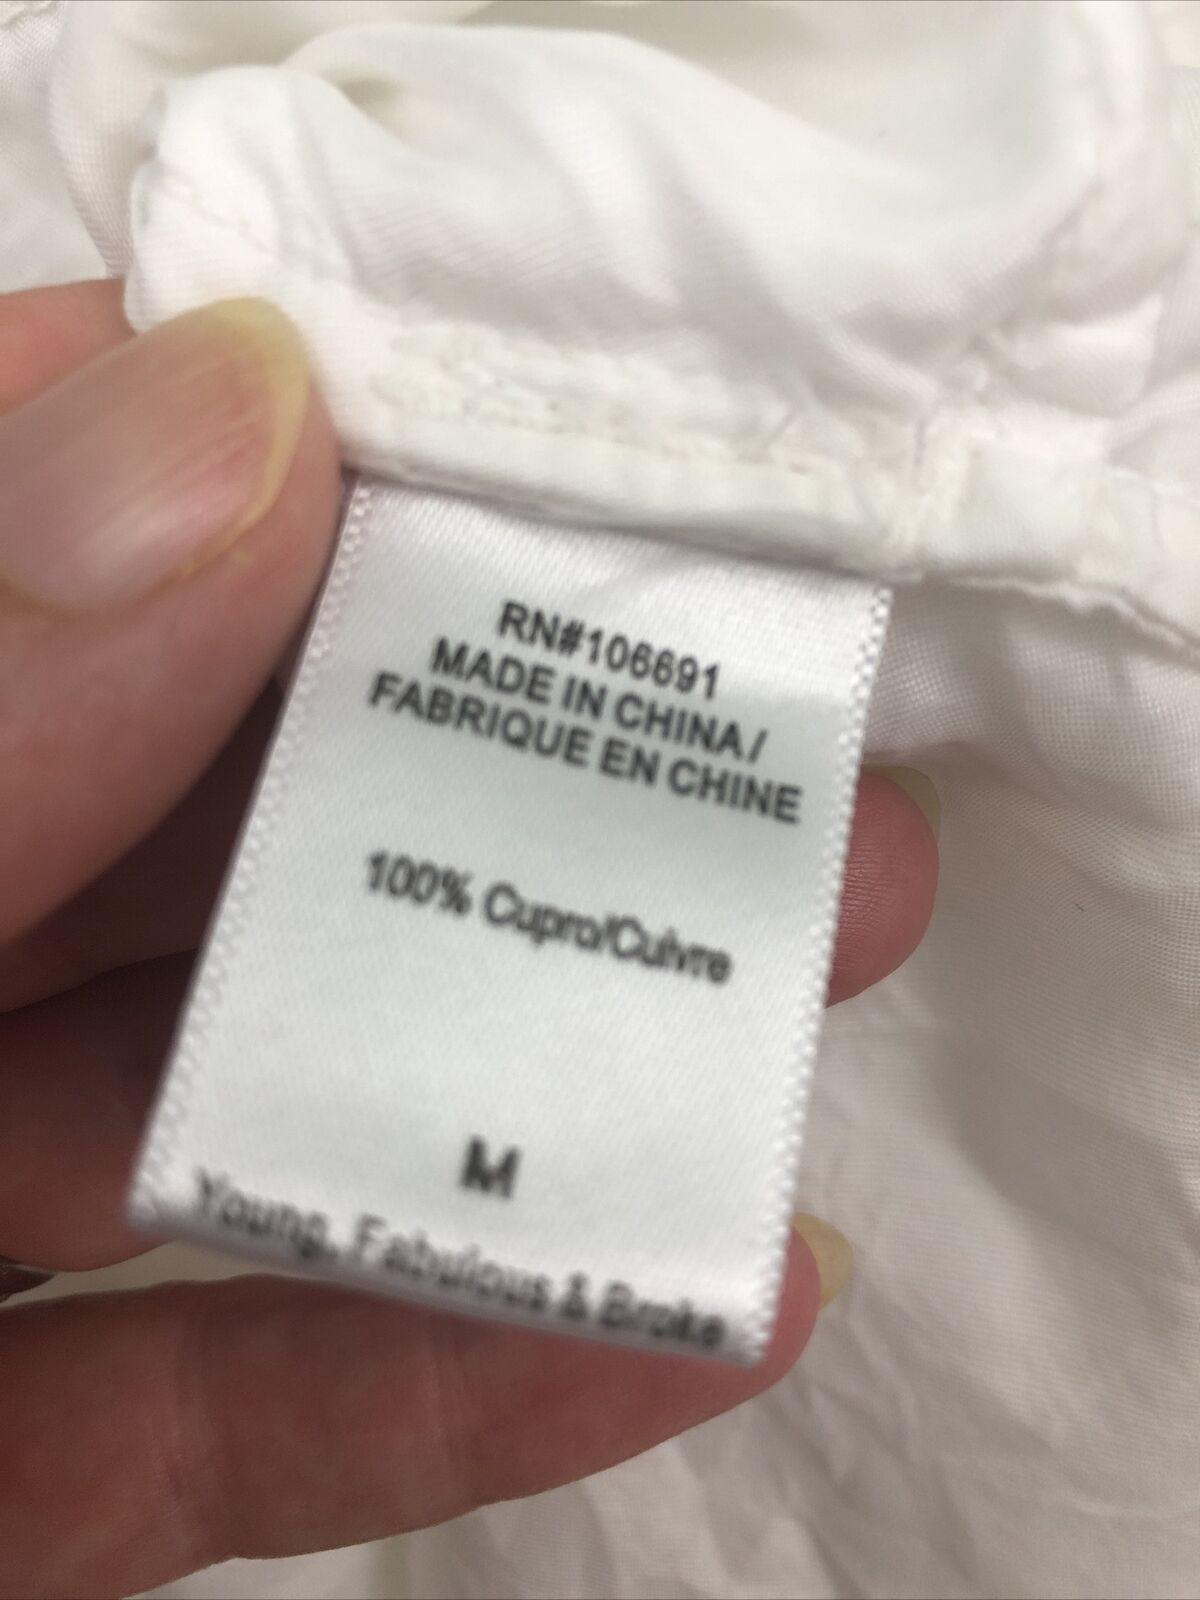 RN#106691
MADE IN CHINA/
FABRIQUE EN CHINE
100% Cupro/Cuivre
M
Young, Fabulous & Broke